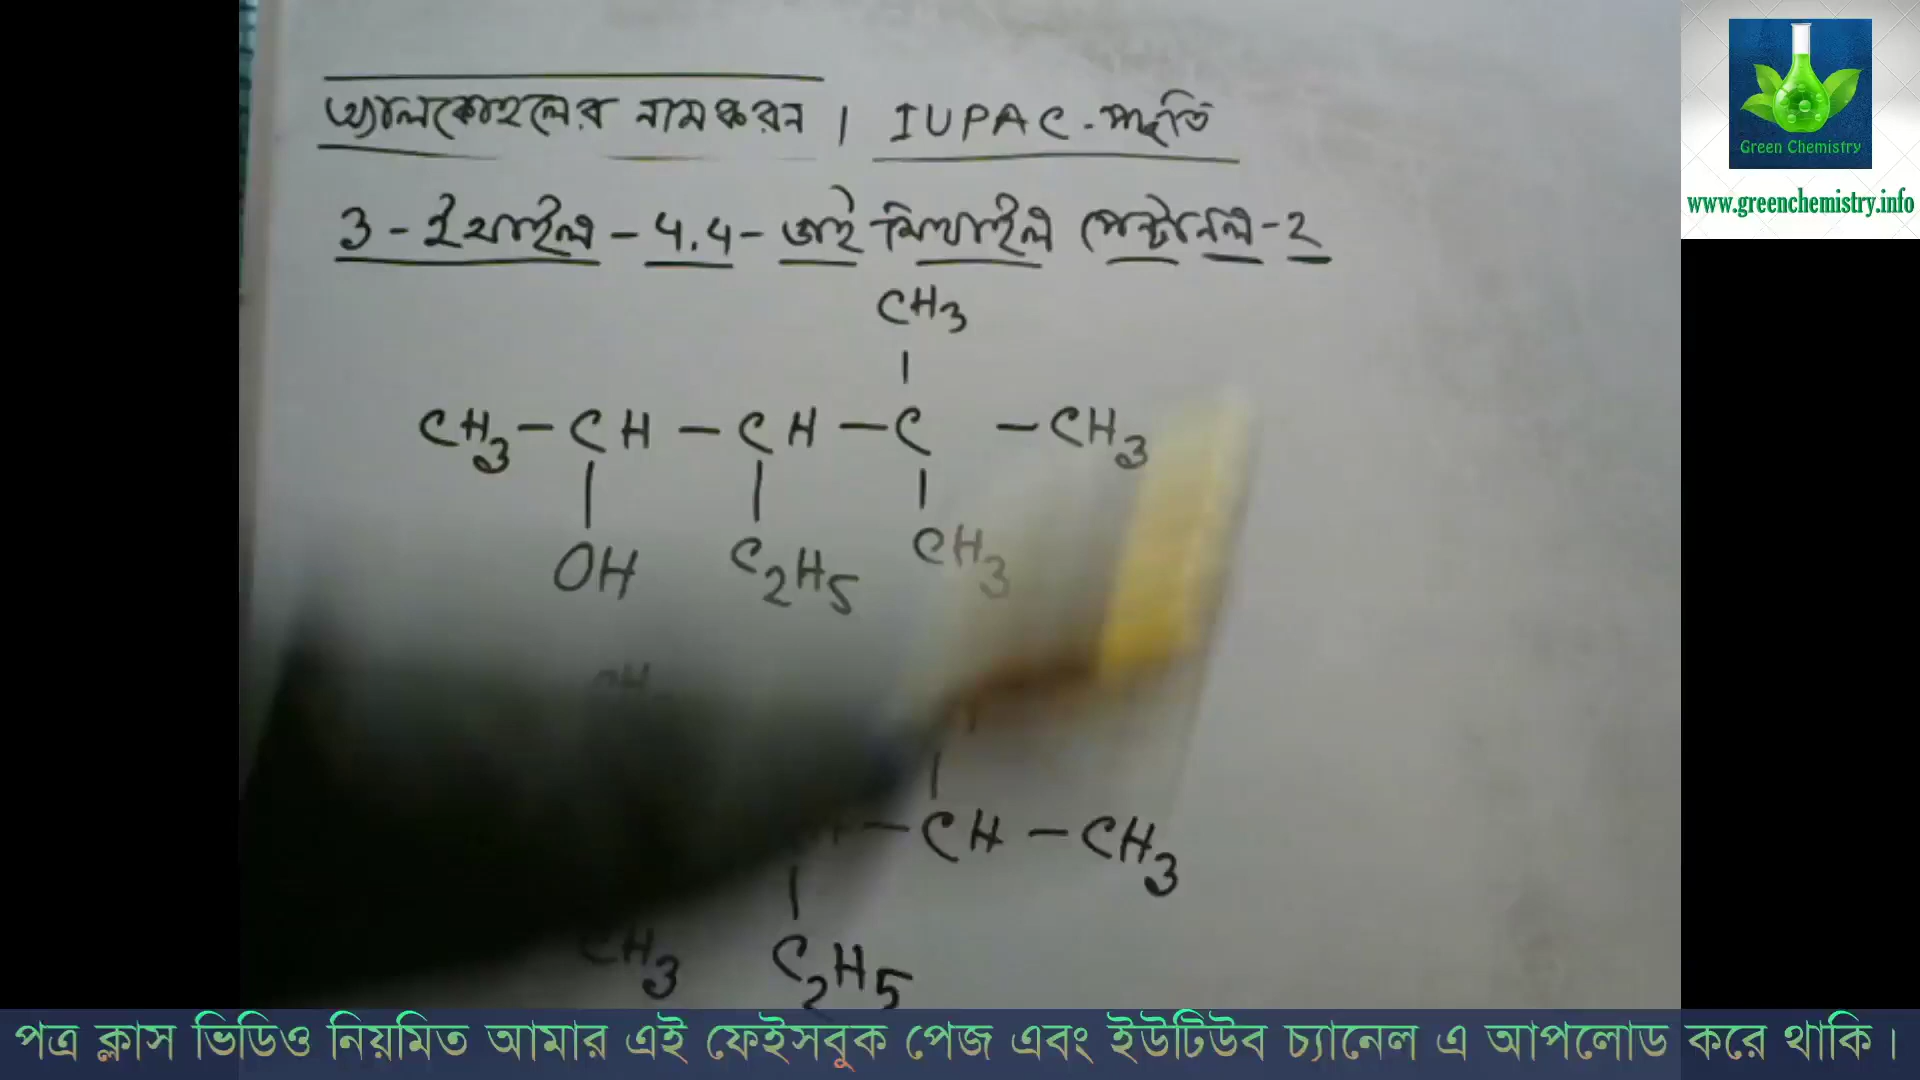 অ্যালকোহলের নামকরন। IUPAC-পদ্ধতি
3-ইথাইল-4.4-ডাই মিথাইল পেন্টানল-2
CH3
CH3-CH-CH-C-CH3
OH C2H5 CH3
OH
-CH-CH3
CH3 C2H5
Green Chemistry
www.greenchemistry.info
পত্র ক্লাস ভিডিও নিয়মিত আমার এই ফেইসবুক পেজ এবং ইউটিউব চ্যানেল এ আপলোড করে থাকি।